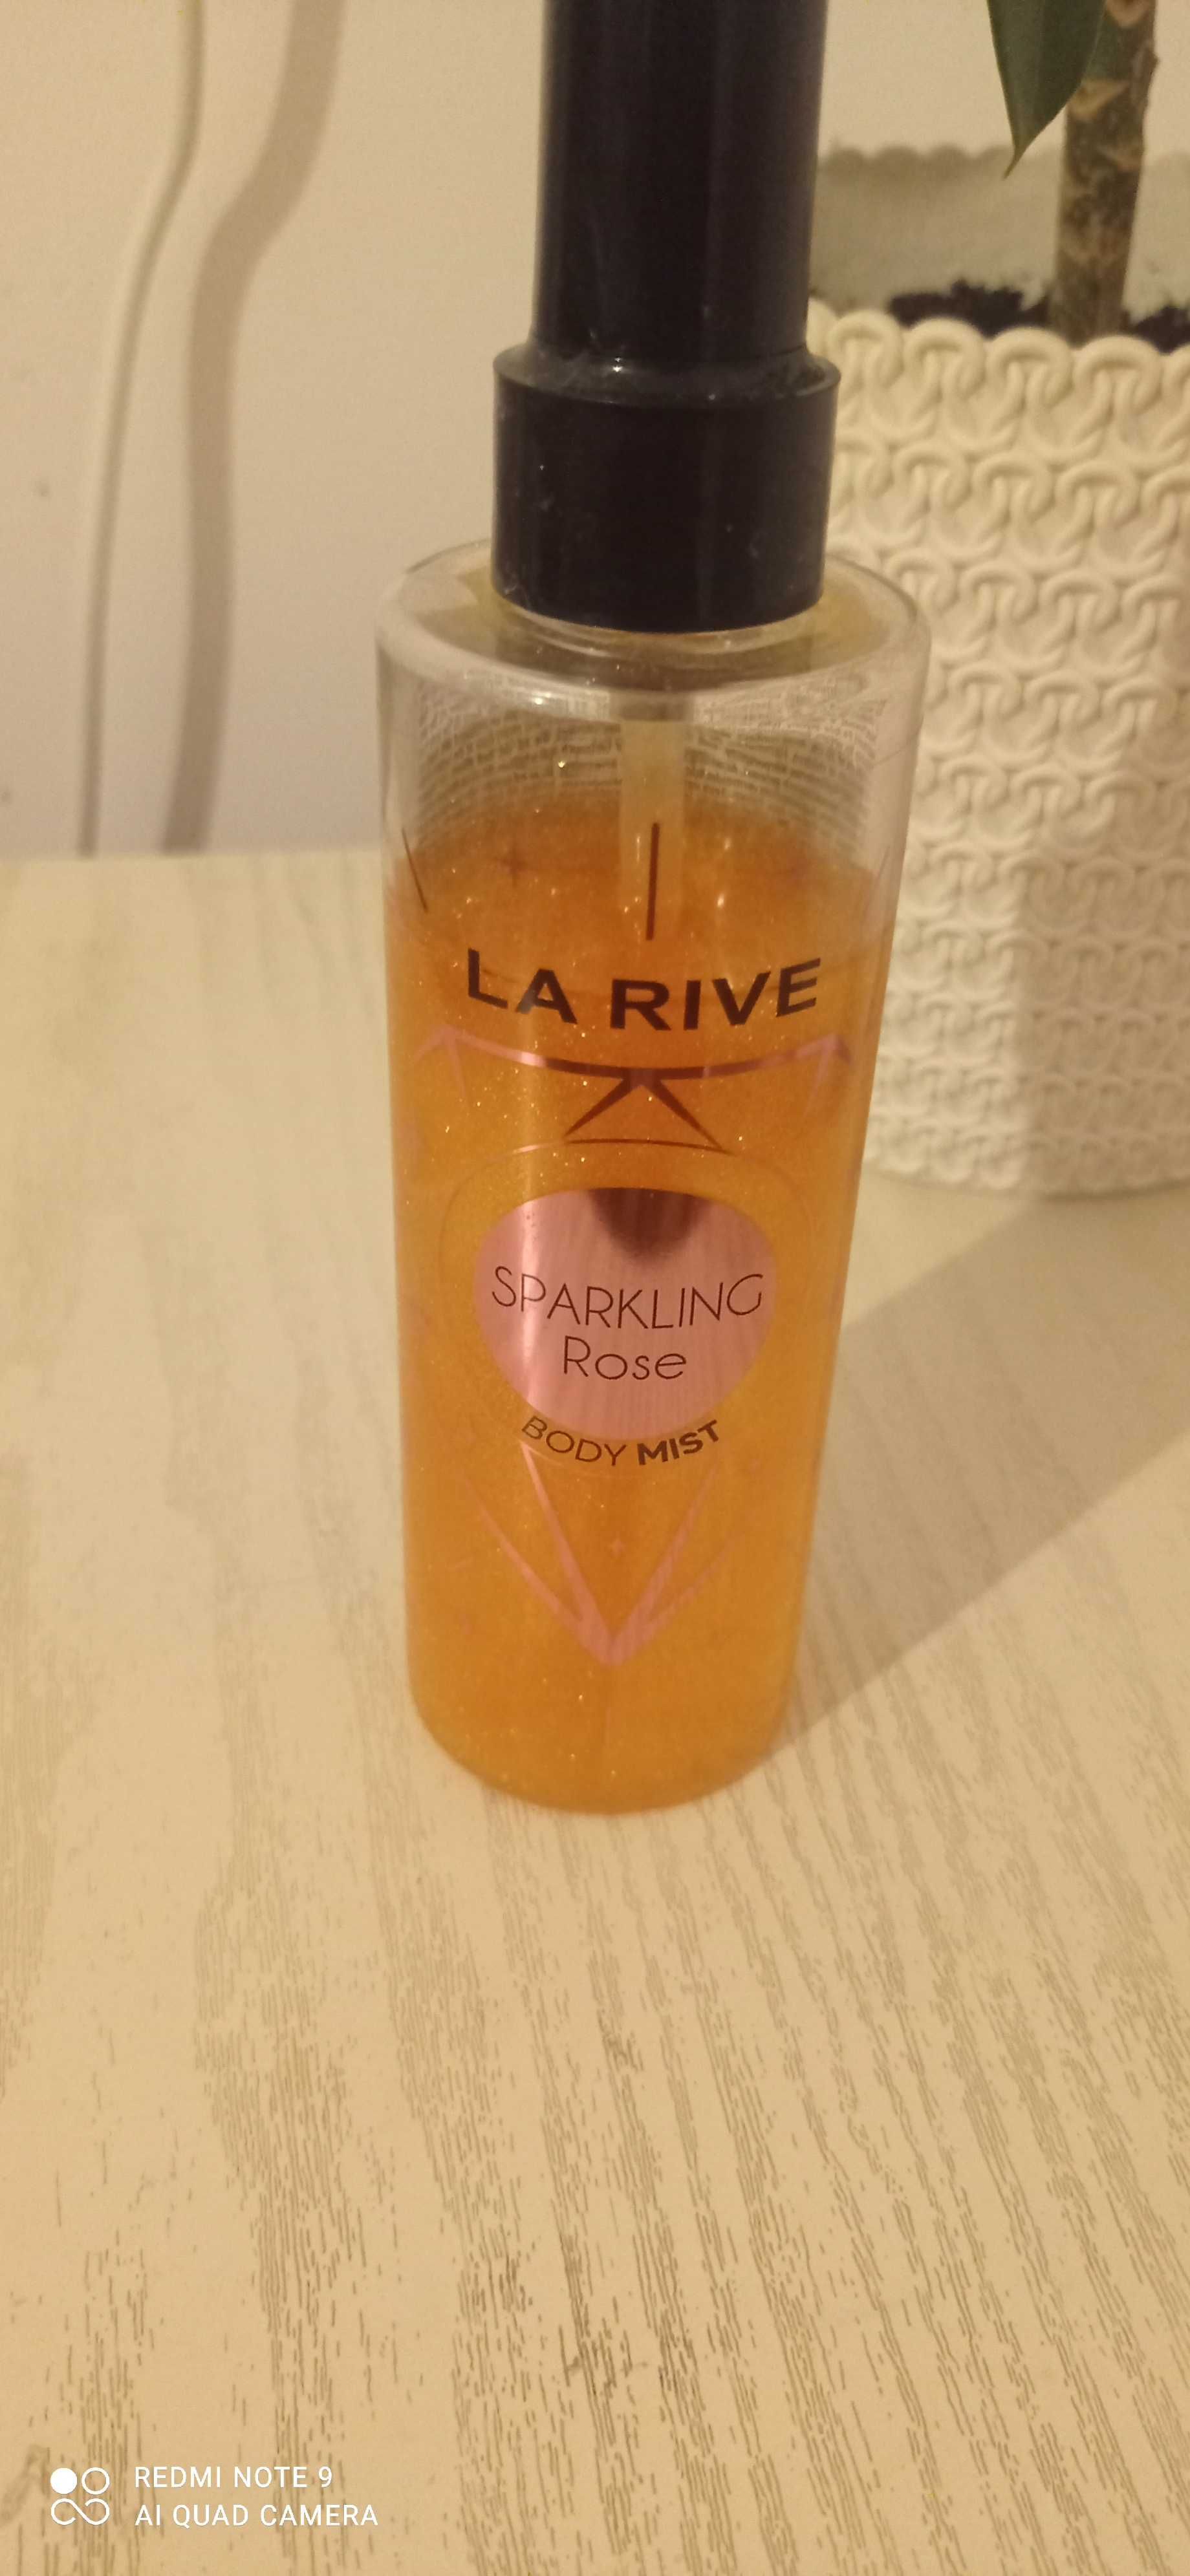 LA RIVE
SPARKLING
Rose
BODY MIST
REDMI NOTE 9
AI QUAD CAMERA